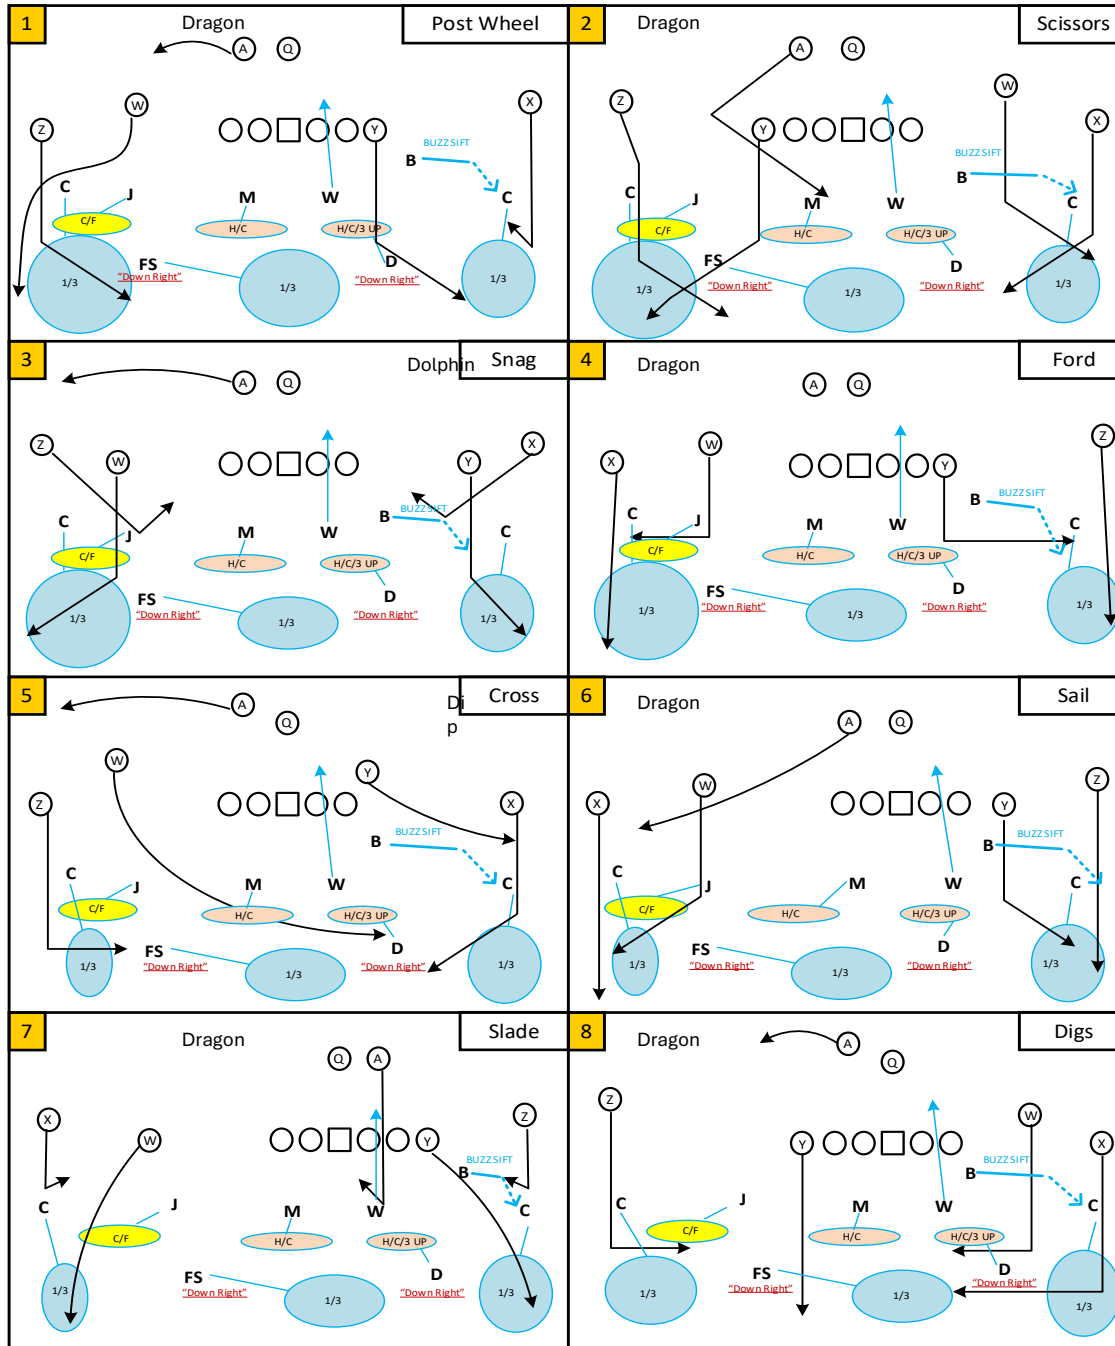 1
Dragon
Post Wheel
A
Q
W
X
Z
Y
BUZZ SIFT
B
C
J
M
W
C
C/F
H/C
H/C/3 UP
FS
D
"Down Right"
"Down Right"
1/3
1/3
1/3
2
Dragon
Scissors
A
Q
Z
W
X
Y
BUZZ SIFT
B
C
J
M
W
C
C/F
H/C
H/C/3 UP
FS
D
"Down Right"
"Down Right"
1/3
1/3
1/3
3
Dolphin
Snag
A
Q
Z
W
Y
X
BUZZ SIFT
B
C
J
M
W
C
C/F
H/C
H/C/3 UP
FS
D
"Down Right"
"Down Right"
1/3
1/3
1/3
4
Dragon
Ford
A
Q
X
W
Y
Z
BUZZ SIFT
B
C
J
M
W
C
C/F
H/C
H/C/3 UP
FS
D
"Down Right"
"Down Right"
1/3
1/3
1/3
5
Di
p
Cross
A
Q
W
Y
Z
X
BUZZ SIFT
B
C
J
M
W
C
C/F
H/C
H/C/3 UP
FS
D
"Down Right"
"Down Right"
1/3
1/3
1/3
6
Dragon
Sail
A
Q
X
W
Y
Z
BUZZ SIFT
B
J
M
W
C
C/F
H/C
H/C/3 UP
C
FS
D
"Down Right"
"Down Right"
1/3
1/3
1/3
7
Dragon
Slade
Q
A
X
W
Y
Z
BUZZ SIFT
B
C
J
M
W
C
C/F
H/C
H/C/3 UP
FS
D
"Down Right"
"Down Right"
1/3
1/3
1/3
8
Dragon
Digs
A
Q
Z
W
Y
X
BUZZ SIFT
B
C
J
M
W
C
C/F
H/C
H/C/3 UP
FS
D
"Down Right"
"Down Right"
1/3
1/3
1/3